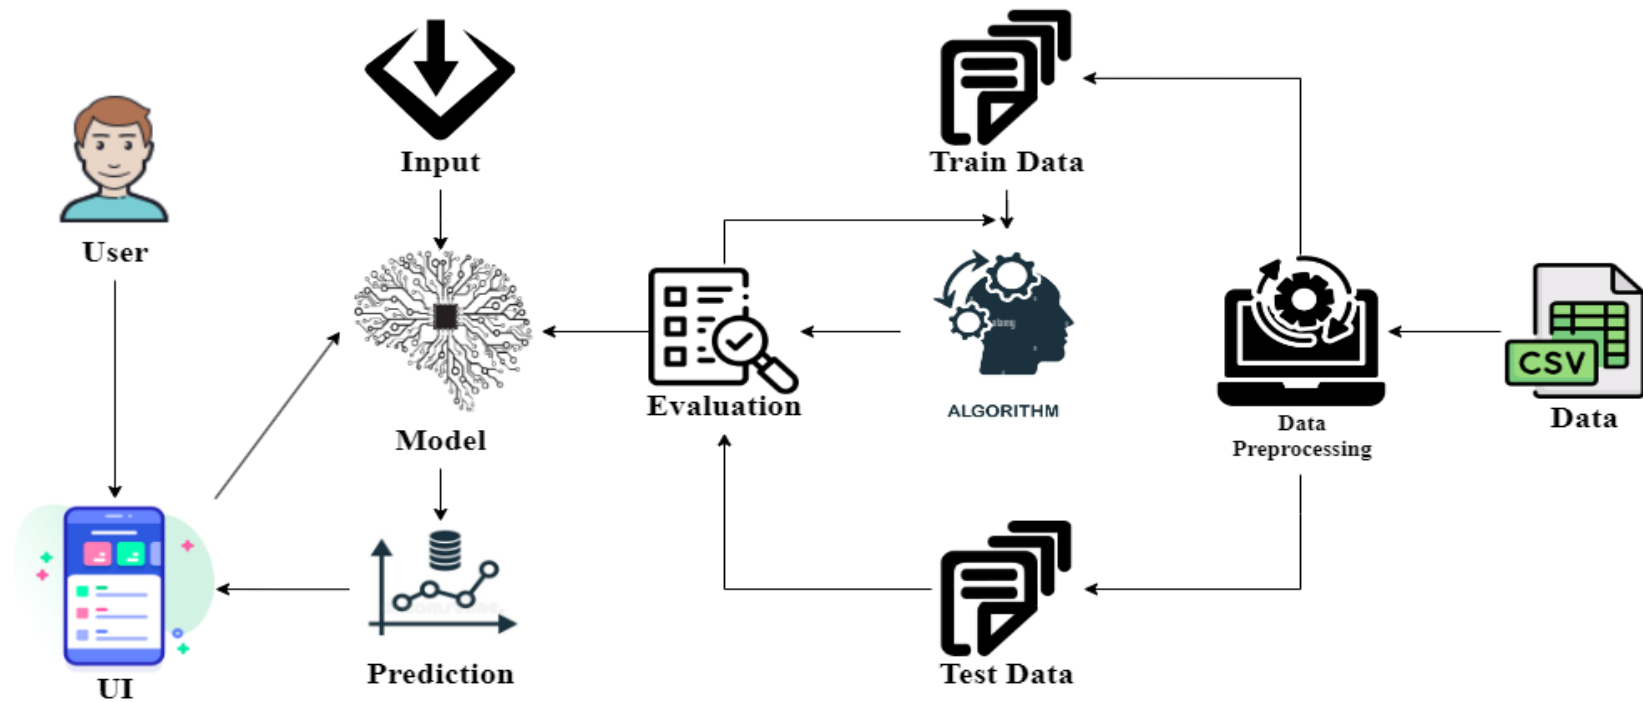 Input
Train Data
User
CSV
Model
Evaluation
ALGORITHM
Data
Preprocessing
Data
UI
Prediction
Test Data